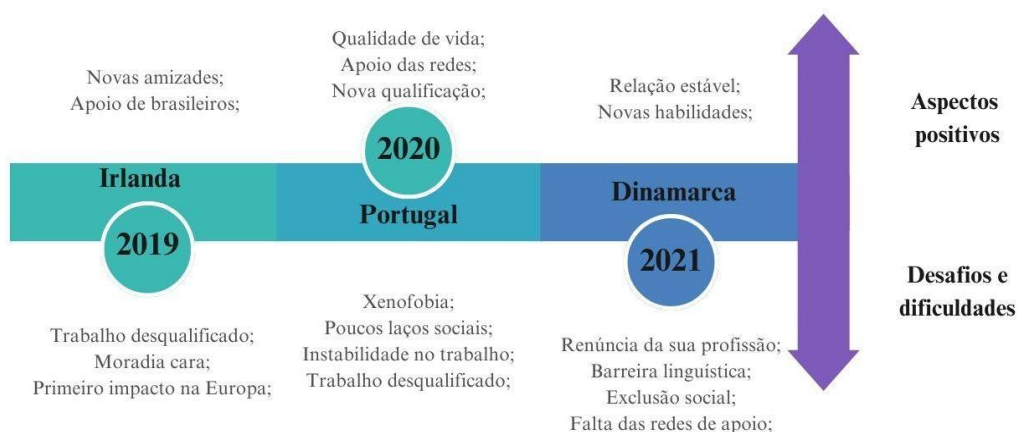 Novas amizades;
Apoio de brasileiros;
Qualidade de vida;
Apoio das redes;
Nova qualificação;
Relação estável;
Novas habilidades;
Aspectos
positivos
Irlanda
2019
2020
Portugal
Dinamarca
2021
Desafios e
dificuldades
Trabalho desqualificado;
Moradia cara;
Primeiro impacto na Europa;
Xenofobia;
Poucos laços sociais;
Instabilidade no trabalho;
Trabalho desqualificado;
Renúncia da sua profissão;
Barreira linguística;
Exclusão social;
Falta das redes de apoio;